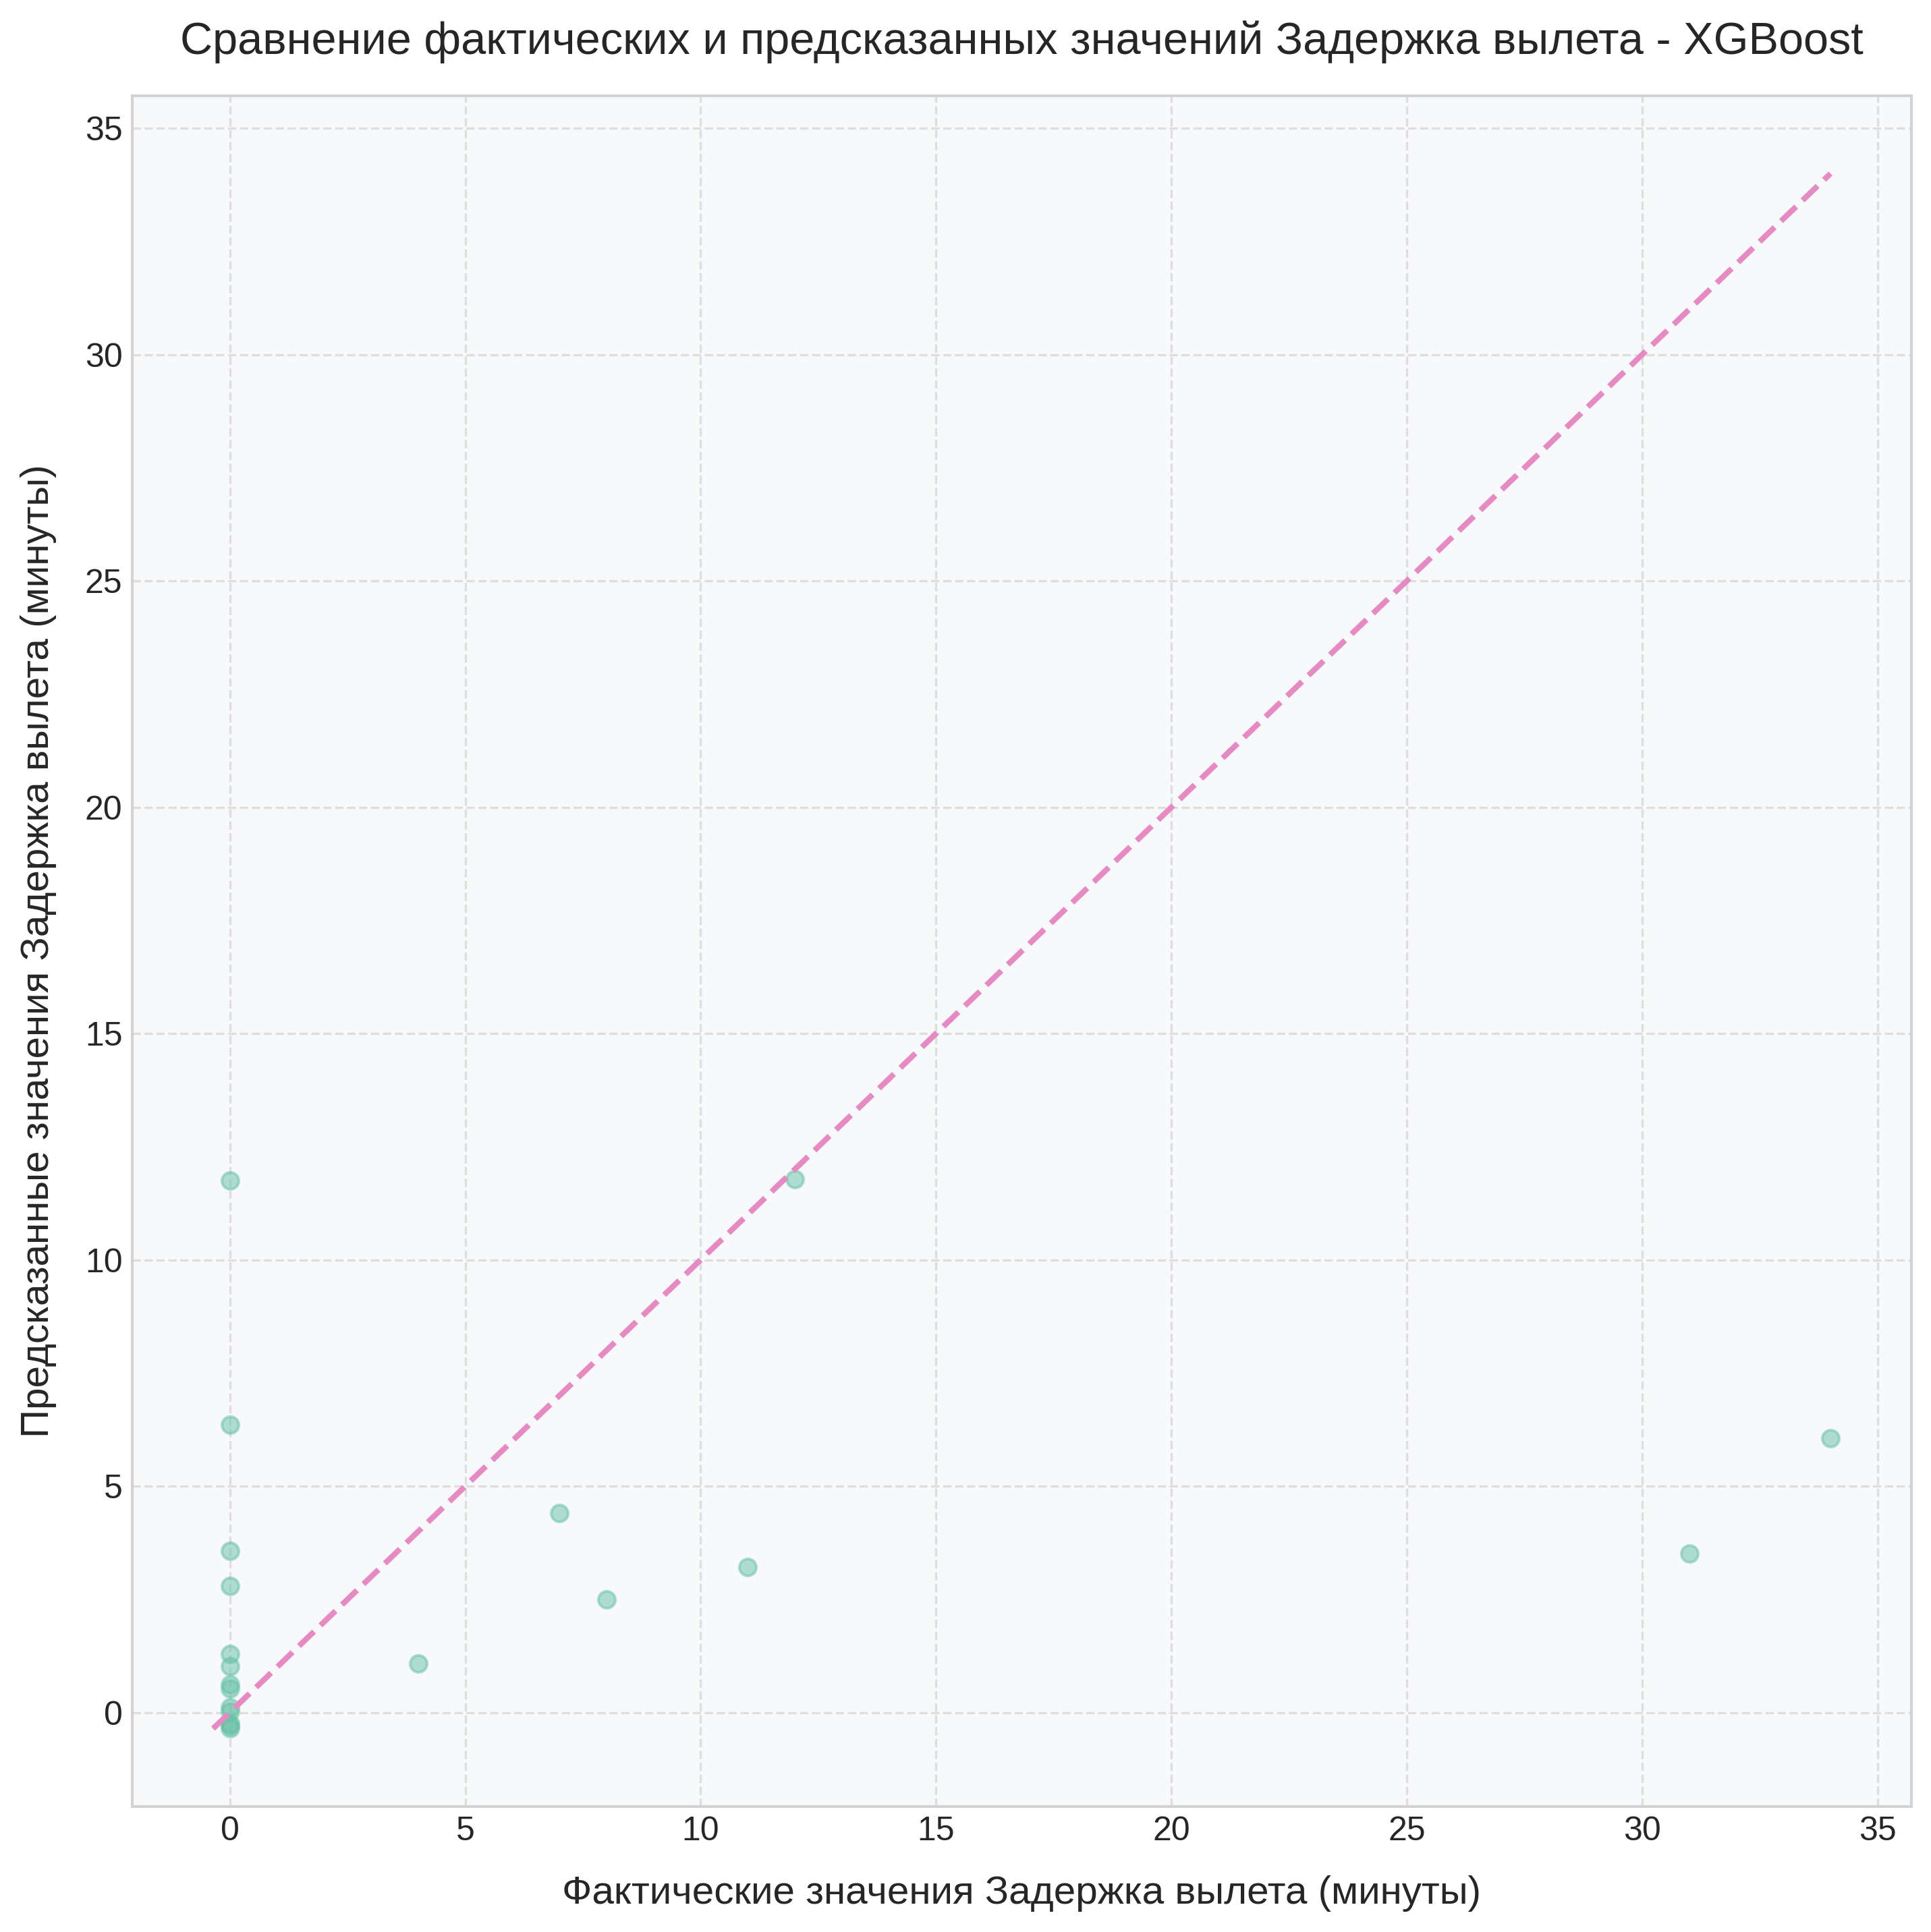 Сравнение фактических и предсказанных значений Задержка вылета - XGBoost
Предсказанные значения Задержка вылета (минуты)
35
30
25
20
15
10
5
0
0 5 10 15 20 25 30 35
Фактические значения Задержка вылета (минуты)